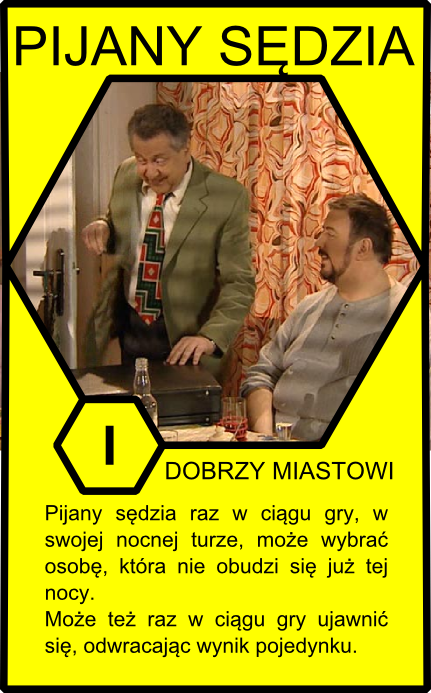 PIJANY SĘDZIA
I
DOBRZY MIASTOWI
Pijany sędzia raz w ciągu gry, w
swojej nocnej turze, może wybrać
osobę, która nie obudzi się już tej
nocy.
Może też raz w ciągu gry ujawnić
się, odwracając wynik pojedynku.